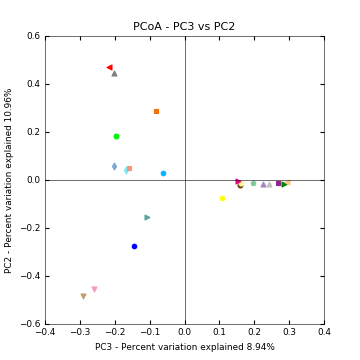 PCoA - PC3 vs PC2
PC2 - Percent variation explained 10.96%
0.6
0.4
0.2
0.0
−0.2
−0.4
−0.6
−0.4 −0.3 −0.2 −0.1 0.0 0.1 0.2 0.3 0.4
PC3 - Percent variation explained 8.94%